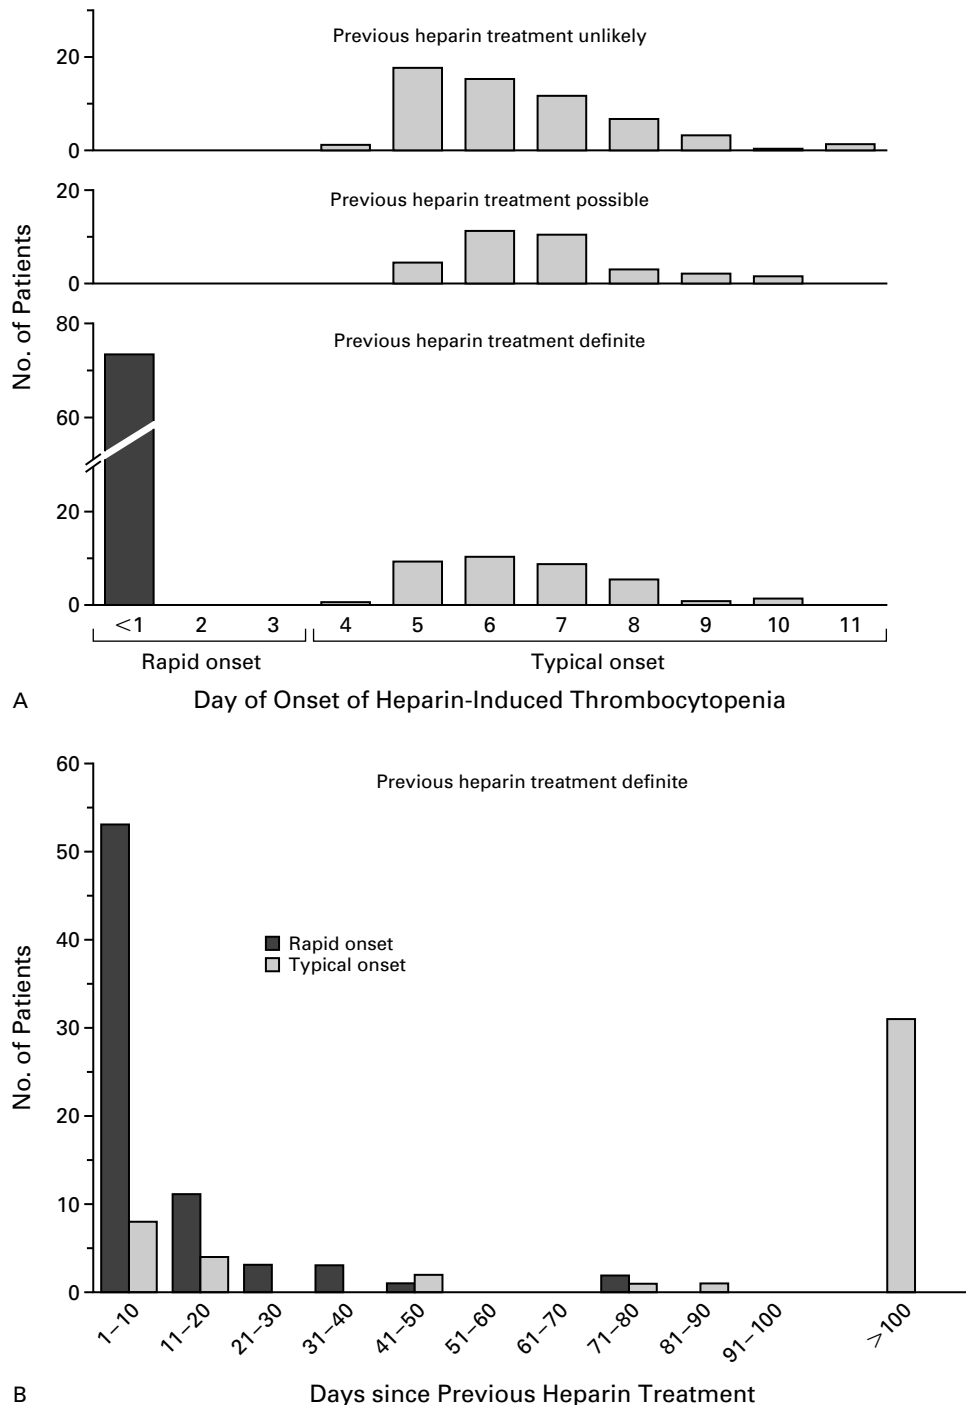 Previous heparin treatment unlikely
20
0
Previous heparin treatment possible
20
0
No. of Patients
Previous heparin treatment definite
80
60
20
0
<1 2 3 4 5 6 7 8 9 10 11
Rapid onset Typical onset
A Day of Onset of Heparin-Induced Thrombocytopenia
Previous heparin treatment definite
60
50
40
30
20
10
0
No. of Patients
Rapid onset
Typical onset
1–10 11–20 21–30 31–40 41–50 51–60 61–70 71–80 81–90 91–100 >100
B Days since Previous Heparin Treatment